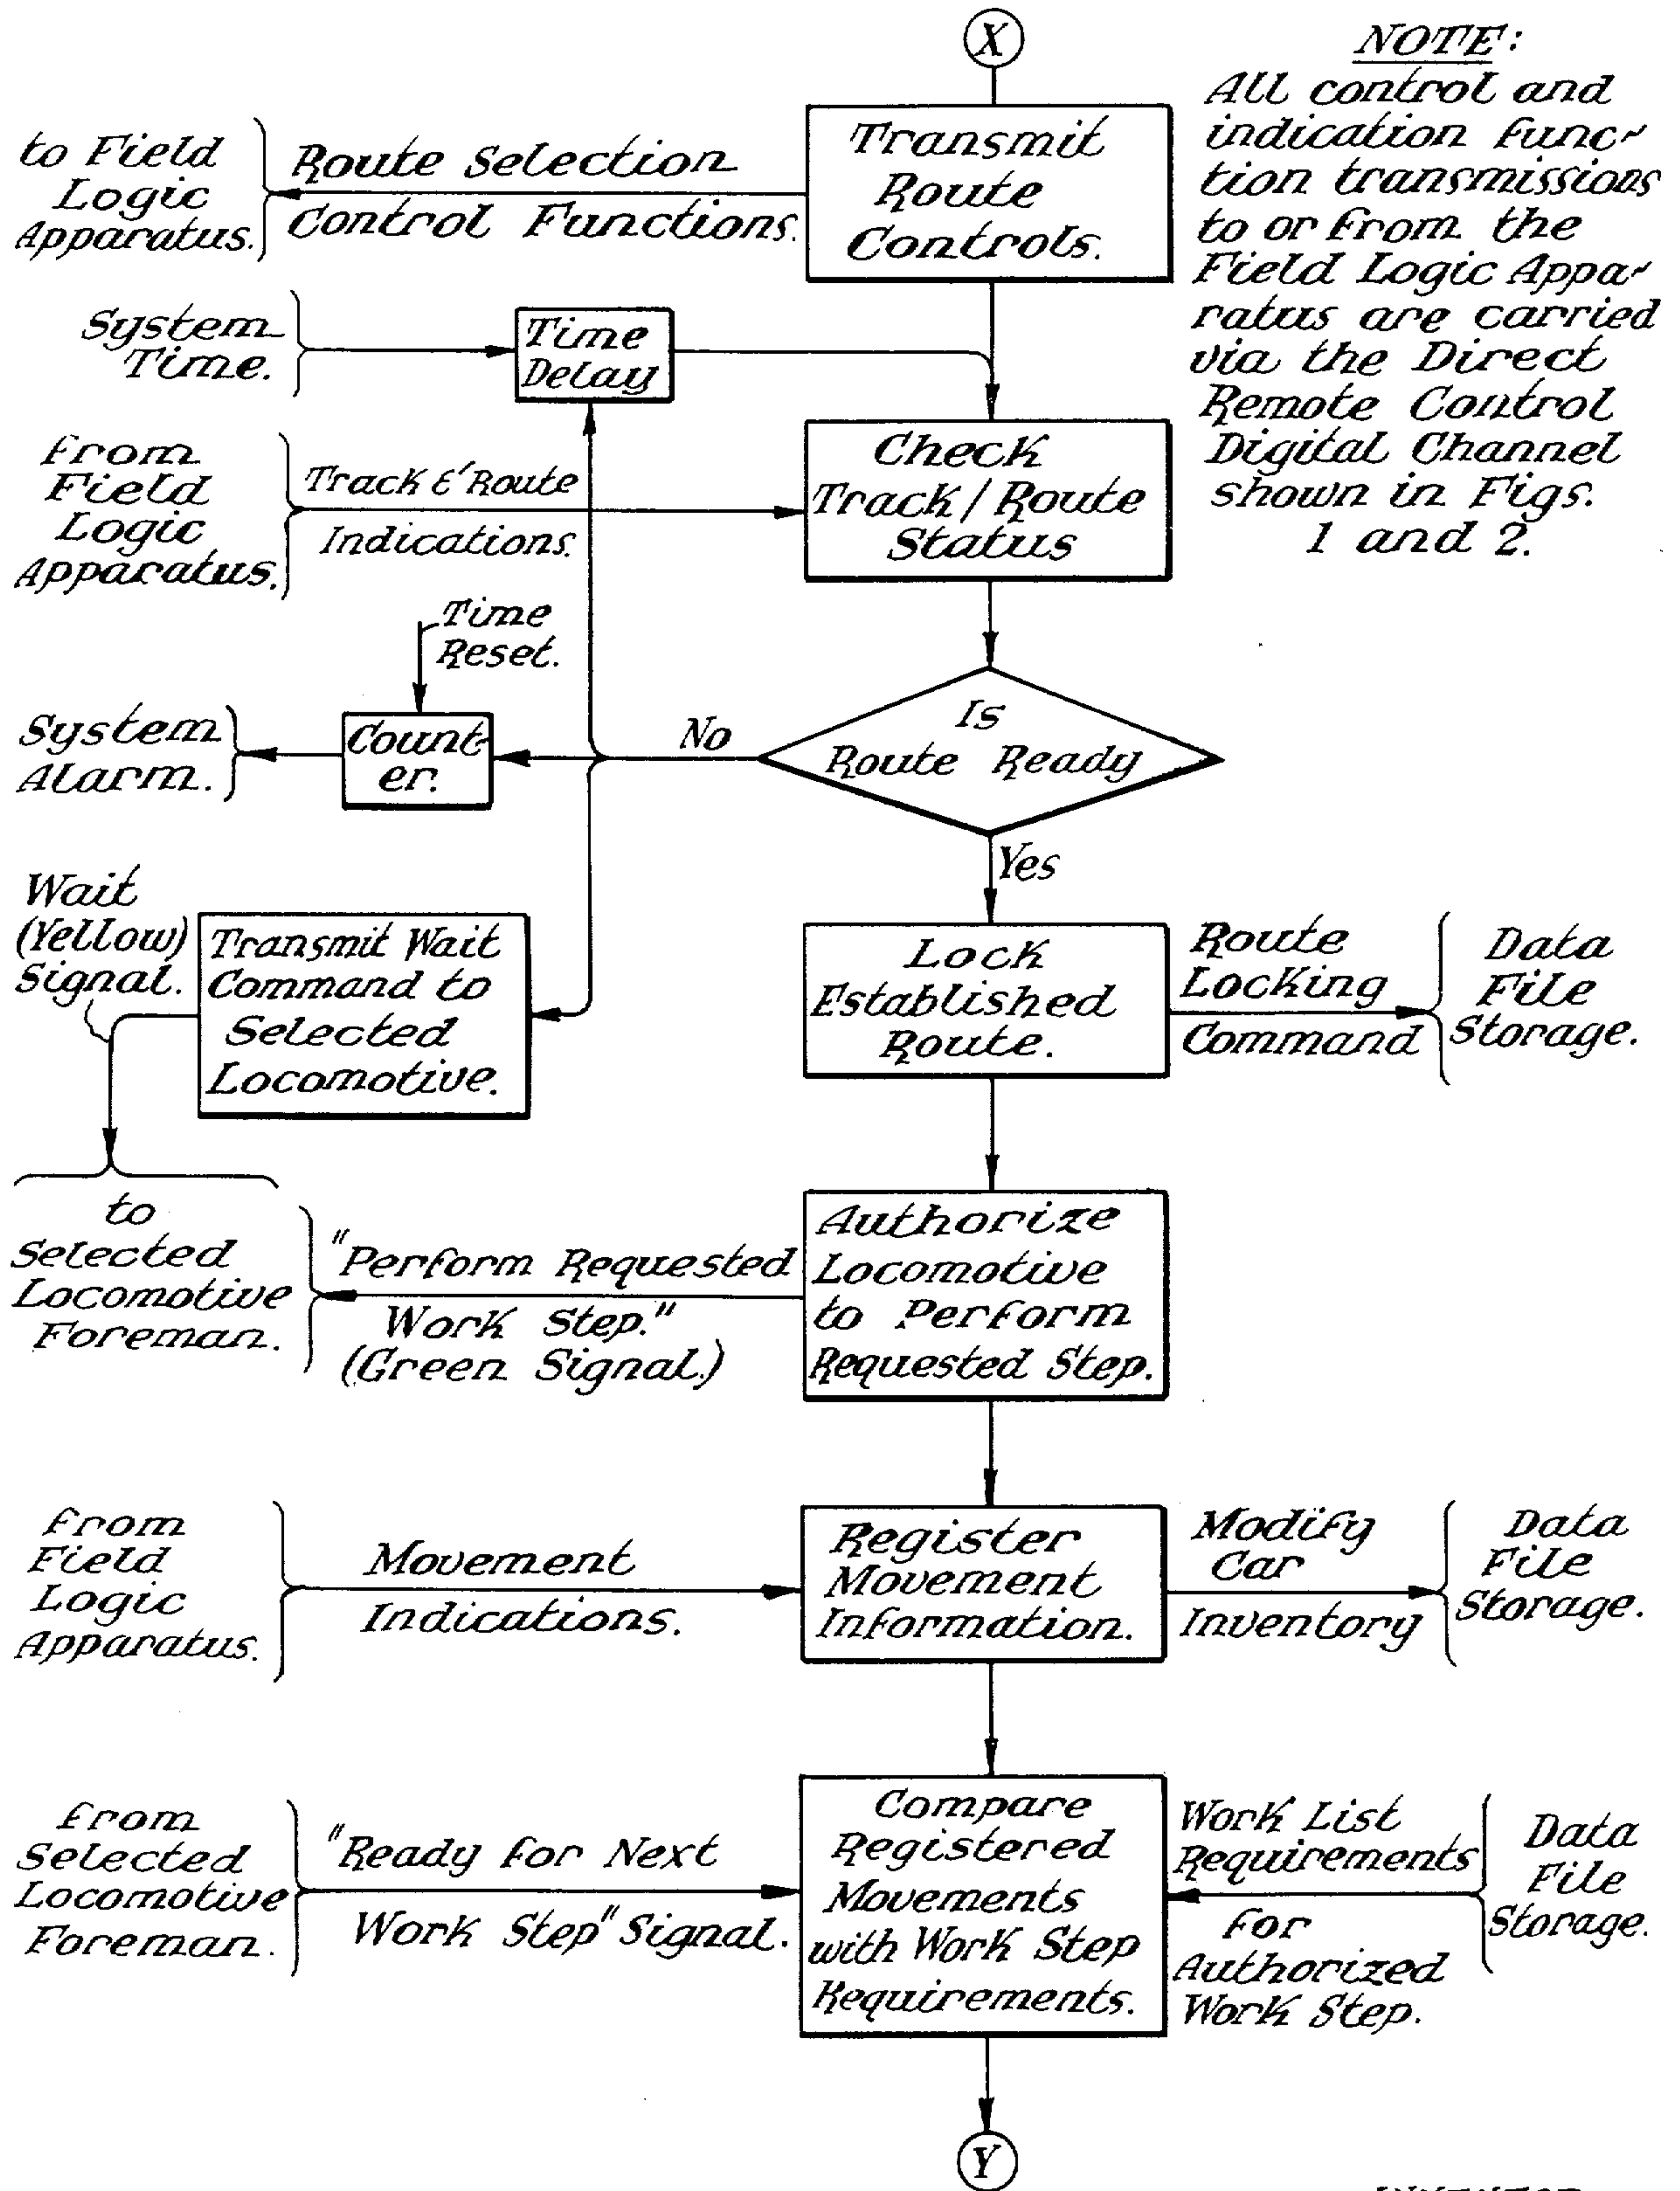 X
NOTE:
All control and
indication func-
tion transmissions
to or from the
Field Logic Appa-
ratus are carried
via the Direct
Remote Control
Digital Channel
shown in Figs.
1 and 2.
to Field
Logic
Apparatus.
Route Selection
Control Functions.
Transmit
Route
Controls.
System
Time.
Time
Delay
from
Field
Logic
Apparatus.
Track & Route
Indications.
Check
Track/Route
Status
Time
Reset.
System
Alarm.
Count-
er.
No
Is
Route Ready
Yes
Wait
(Yellow)
Signal.
Transmit Wait
Command to
Selected
Locomotive.
Lock
Established
Route.
Route
Locking
Command
Data
File
Storage.
to
Selected
Locomotive
Foreman.
"Perform Requested
Work Step."
(Green Signal.)
Authorize
Locomotive
to Perform
Requested Step.
from
Field
Logic
Apparatus.
Movement
Indications.
Register
Movement
Information.
Modify
Car
Inventory
Data
File
Storage.
from
Selected
Locomotive
Foreman.
"Ready for Next
Work Step" Signal.
Compare
Registered
Movements
with Work Step
Requirements.
Work List
Requirements
for
Authorized
Work Step.
Data
File
Storage.
Y